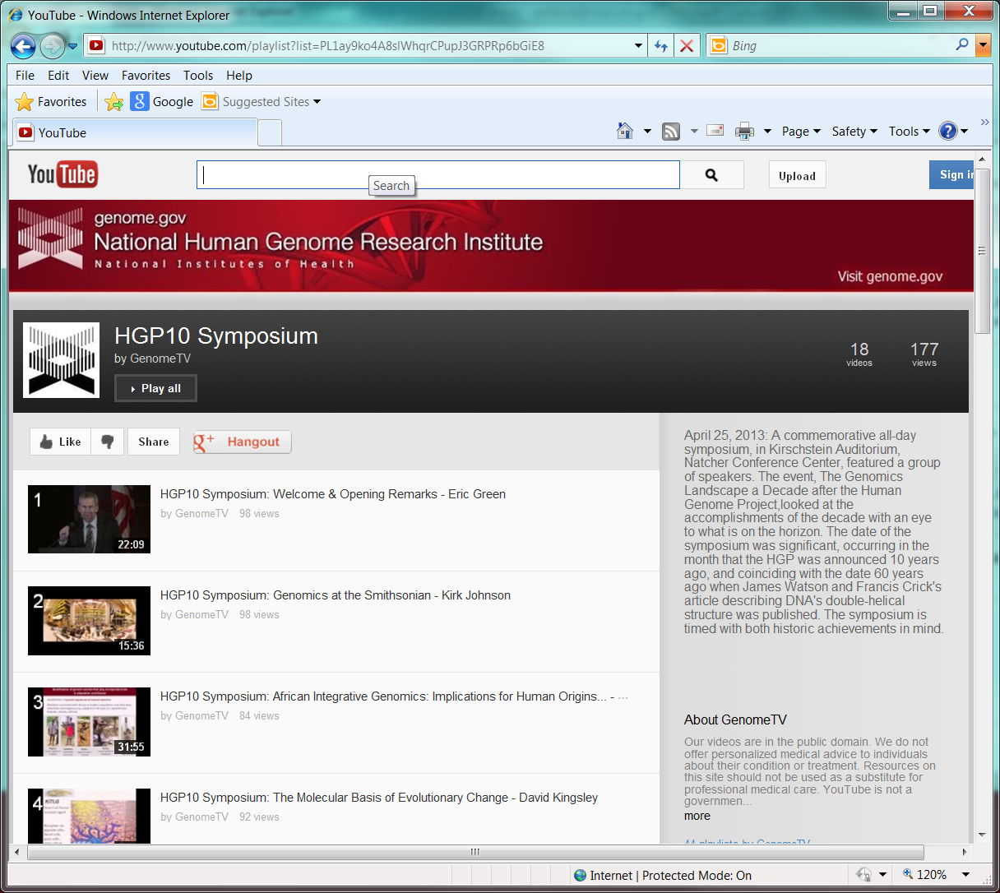 YouTube - Windows Internet Explorer
http://www.youtube.com/playlist?list=PL1ay9ko4A8slWhqrCPupJ3GRPRp6bGiE8
Bing
File Edit View Favorites Tools Help
Favorites Google Suggested Sites
YouTube
Page Safety Tools
YouTube
Search
Upload
Sign in
genome.gov
National Human Genome Research Institute
National Institutes of Health
Visit genome.gov
HGP10 Symposium
by GenomeTV
Play all
18 videos
177 views
Like
Share
g+ Hangout
1
22:09
HGP10 Symposium: Welcome & Opening Remarks - Eric Green
by GenomeTV 98 views
2
15:36
HGP10 Symposium: Genomics at the Smithsonian - Kirk Johnson
by GenomeTV 98 views
3
31:55
HGP10 Symposium: African Integrative Genomics: Implications for Human Origins... - ...
by GenomeTV 84 views
4
HGP10 Symposium: The Molecular Basis of Evolutionary Change - David Kingsley
by GenomeTV 92 views
April 25, 2013: A commemorative all-day
symposium, in Kirschstein Auditorium,
Natcher Conference Center, featured a group
of speakers. The event, The Genomics
Landscape a Decade after the Human
Genome Project,looked at the
accomplishments of the decade with an eye
to what is on the horizon. The date of the
symposium was significant, occurring in the
month that the HGP was announced 10 years
ago, and coinciding with the date 60 years
ago when James Watson and Francis Crick's
article describing DNA's double-helical
structure was published. The symposium is
timed with both historic achievements in mind.
About GenomeTV
Our videos are in the public domain. We do not
offer personalized medical advice to individuals
about their condition or treatment. Resources on
this site should not be used as a substitute for
professional medical care. YouTube is not a
governmen...
more
44 playlists by GenomeTV
Internet | Protected Mode: On
120%